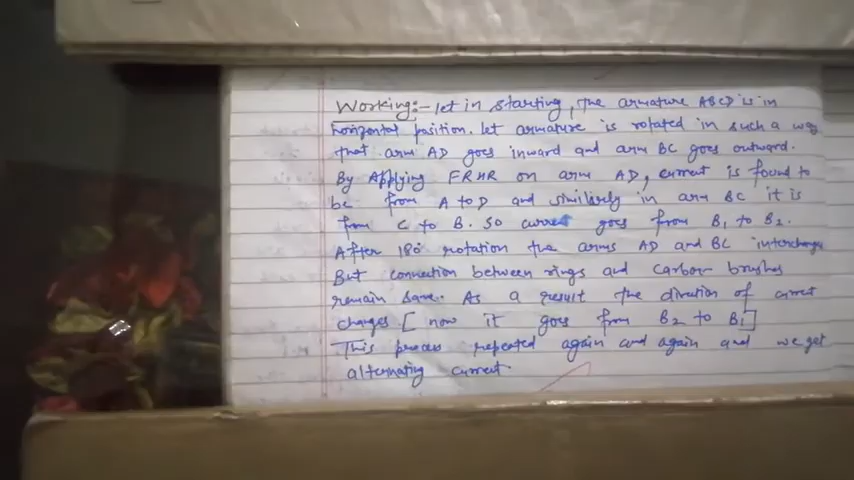 Working:- let in starting, the armature ABCD is in
horizontal position. let armature is rotated in such a way
that arm AD goes inward and arm BC goes outward.
By Applying FRHR on arm AD, current is found to
be from A to D and similarly in arm BC it is
from C to B. So current goes from B1 to B2.
After 180° rotation the arms AD and BC interchange
But connection between rings and carbon brushes
remain same. As a result the direction of current
changes [ now it goes from B2 to B1]
This process repeated again and again and we get
alternating current.